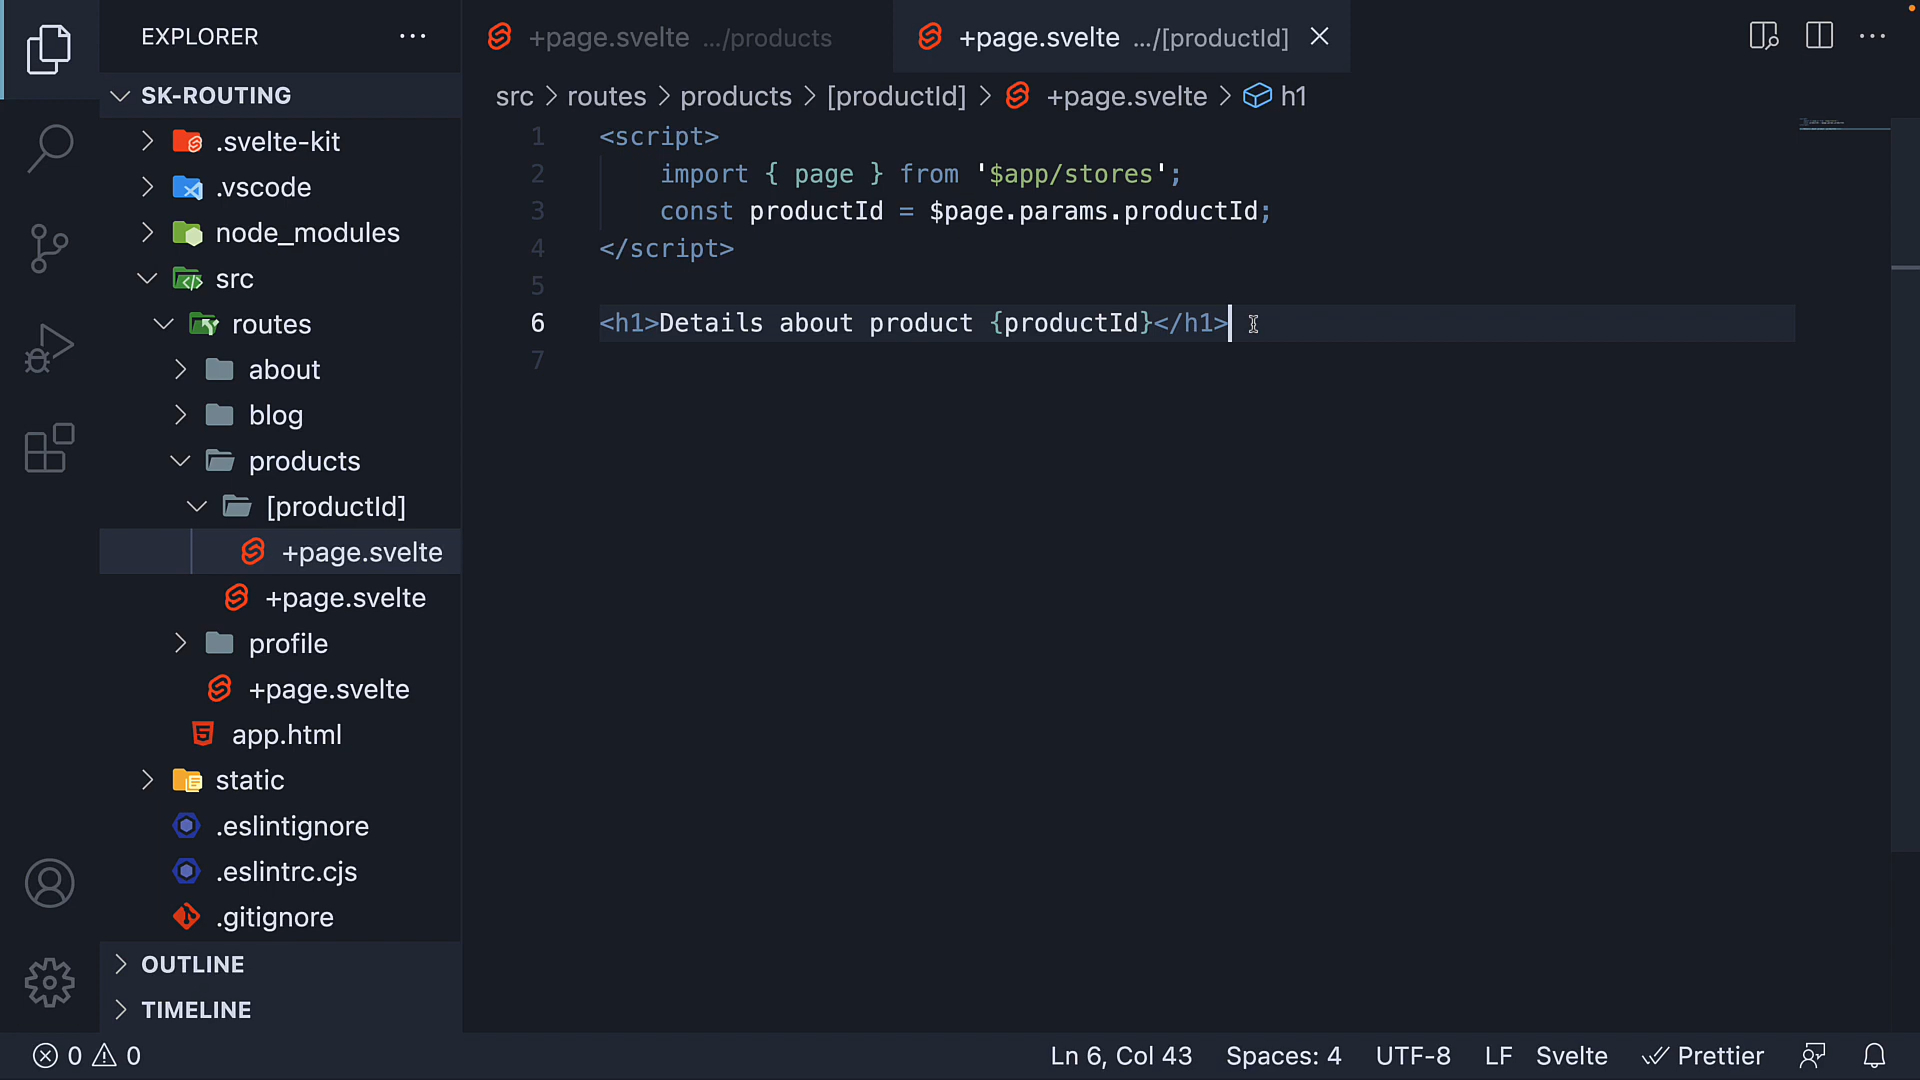 EXPLORER
SK-ROUTING
.svelte-kit
.vscode
node_modules
src
routes
about
blog
products
[productId]
+page.svelte
+page.svelte
profile
+page.svelte
app.html
static
.eslintignore
.eslintrc.cjs
.gitignore
OUTLINE
TIMELINE
+page.svelte .../products
+page.svelte .../[productId]
src > routes > products > [productId] > +page.svelte > h1
1 <script>
2 import { page } from '$app/stores';
3 const productId = $page.params.productId;
4 </script>
5
6 <h1>Details about product {productId}</h1>
7
0 0 Ln 6, Col 43 Spaces: 4 UTF-8 LF Svelte Prettier